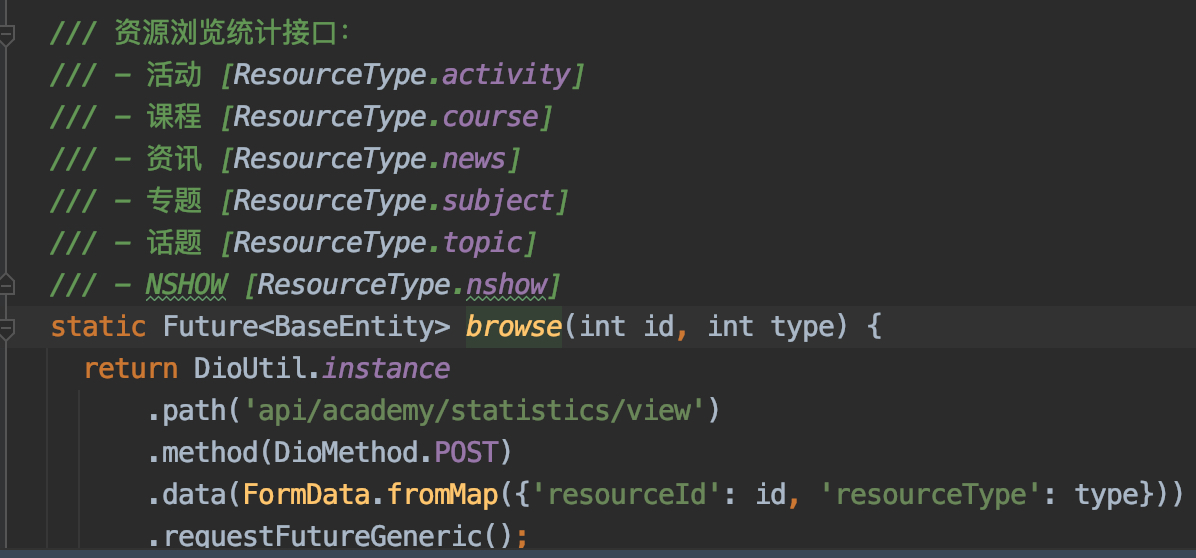 /// 资源浏览统计接口：
/// - 活动 [ResourceType.activity]
/// - 课程 [ResourceType.course]
/// - 资讯 [ResourceType.news]
/// - 专题 [ResourceType.subject]
/// - 话题 [ResourceType.topic]
/// - NSHOW [ResourceType.nshow]
static Future<BaseEntity> browse(int id, int type) {
return DioUtil.instance
.path('api/academy/statistics/view')
.method(DioMethod.POST)
.data(FormData.fromMap({'resourceId': id, 'resourceType': type}))
.requestFutureGeneric();